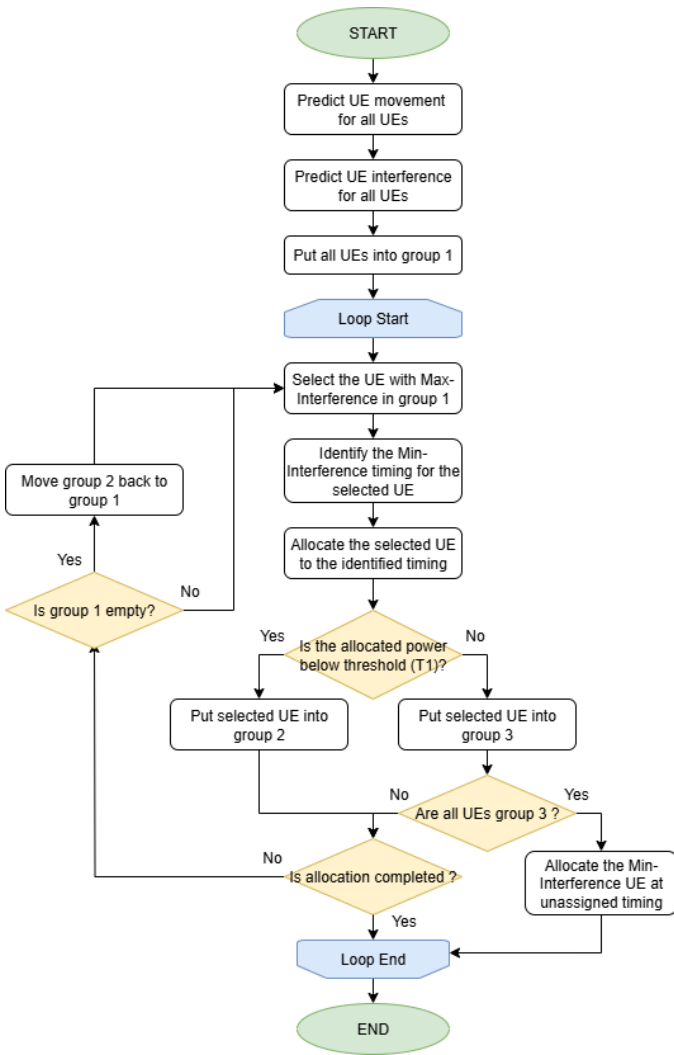 START
Predict UE movement
for all UEs
Predict UE interference
for all UEs
Put all UEs into group 1
Loop Start
Select the UE with Max-
Interference in group 1
Identify the Min-
Interference timing for the
selected UE
Move group 2 back to
group 1
Allocate the selected UE
to the identified timing
Yes
No
Is group 1 empty?
Yes
No
Is the allocated power
below threshold (T1)?
Put selected UE into
group 2
Put selected UE into
group 3
No
Yes
Are all UEs group 3 ?
No
Is allocation completed ?
Allocate the Min-
Interference UE at
unassigned timing
Yes
Loop End
END